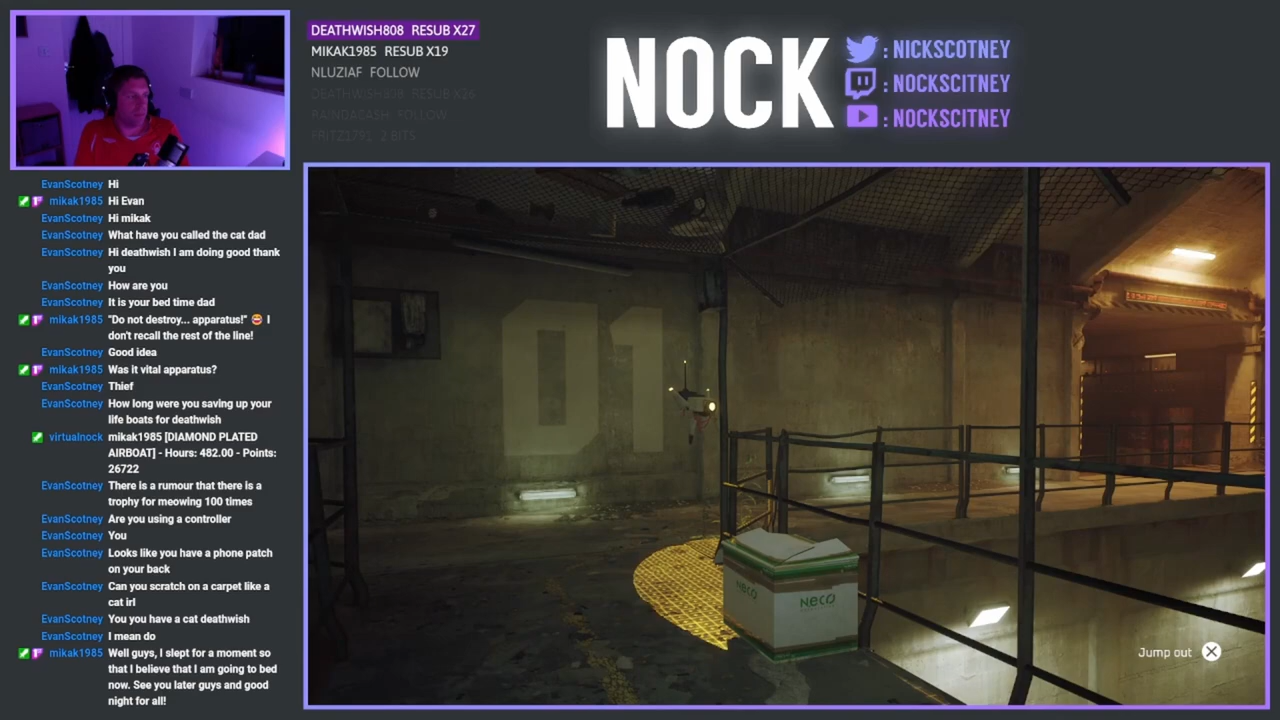 DEATHWISH808 RESUB X27
MIKAK1985 RESUB X19
NLUZIAF FOLLOW
DEATHWISH808 RESUB X26
FOLLOW
FRITZ1791 2 BITS
NOCK
: NICKSCOTNEY
: NOCKSCITNEY
: NOCKSCITNEY
EvanScotney Hi
mikak1985 Hi Evan
EvanScotney Hi mikak
EvanScotney What have you called the cat dad
EvanScotney Hi deathwish I am doing good thank
you
EvanScotney How are you
EvanScotney It is your bed time dad
mikak1985 "Do not destroy... apparatus!" 😂 I
don't recall the rest of the line!
EvanScotney Good idea
mikak1985 Was it vital apparatus?
EvanScotney Thief
EvanScotney How long were you saving up your
life boats for deathwish
virtualnock mikak1985 [DIAMOND PLATED
AIRBOAT] - Hours: 482.00 - Points:
26722
EvanScotney There is a rumour that there is a
trophy for meowing 100 times
EvanScotney Are you using a controller
EvanScotney You
EvanScotney Looks like you have a phone patch
on your back
EvanScotney Can you scratch on a carpet like a
cat irl
EvanScotney You you have a cat deathwish
EvanScotney I mean do
mikak1985 Well guys, I slept for a moment so
that I believe that I am going to bed
now. See you later guys and good
night for all!
01
Neco
Neco
Jump out